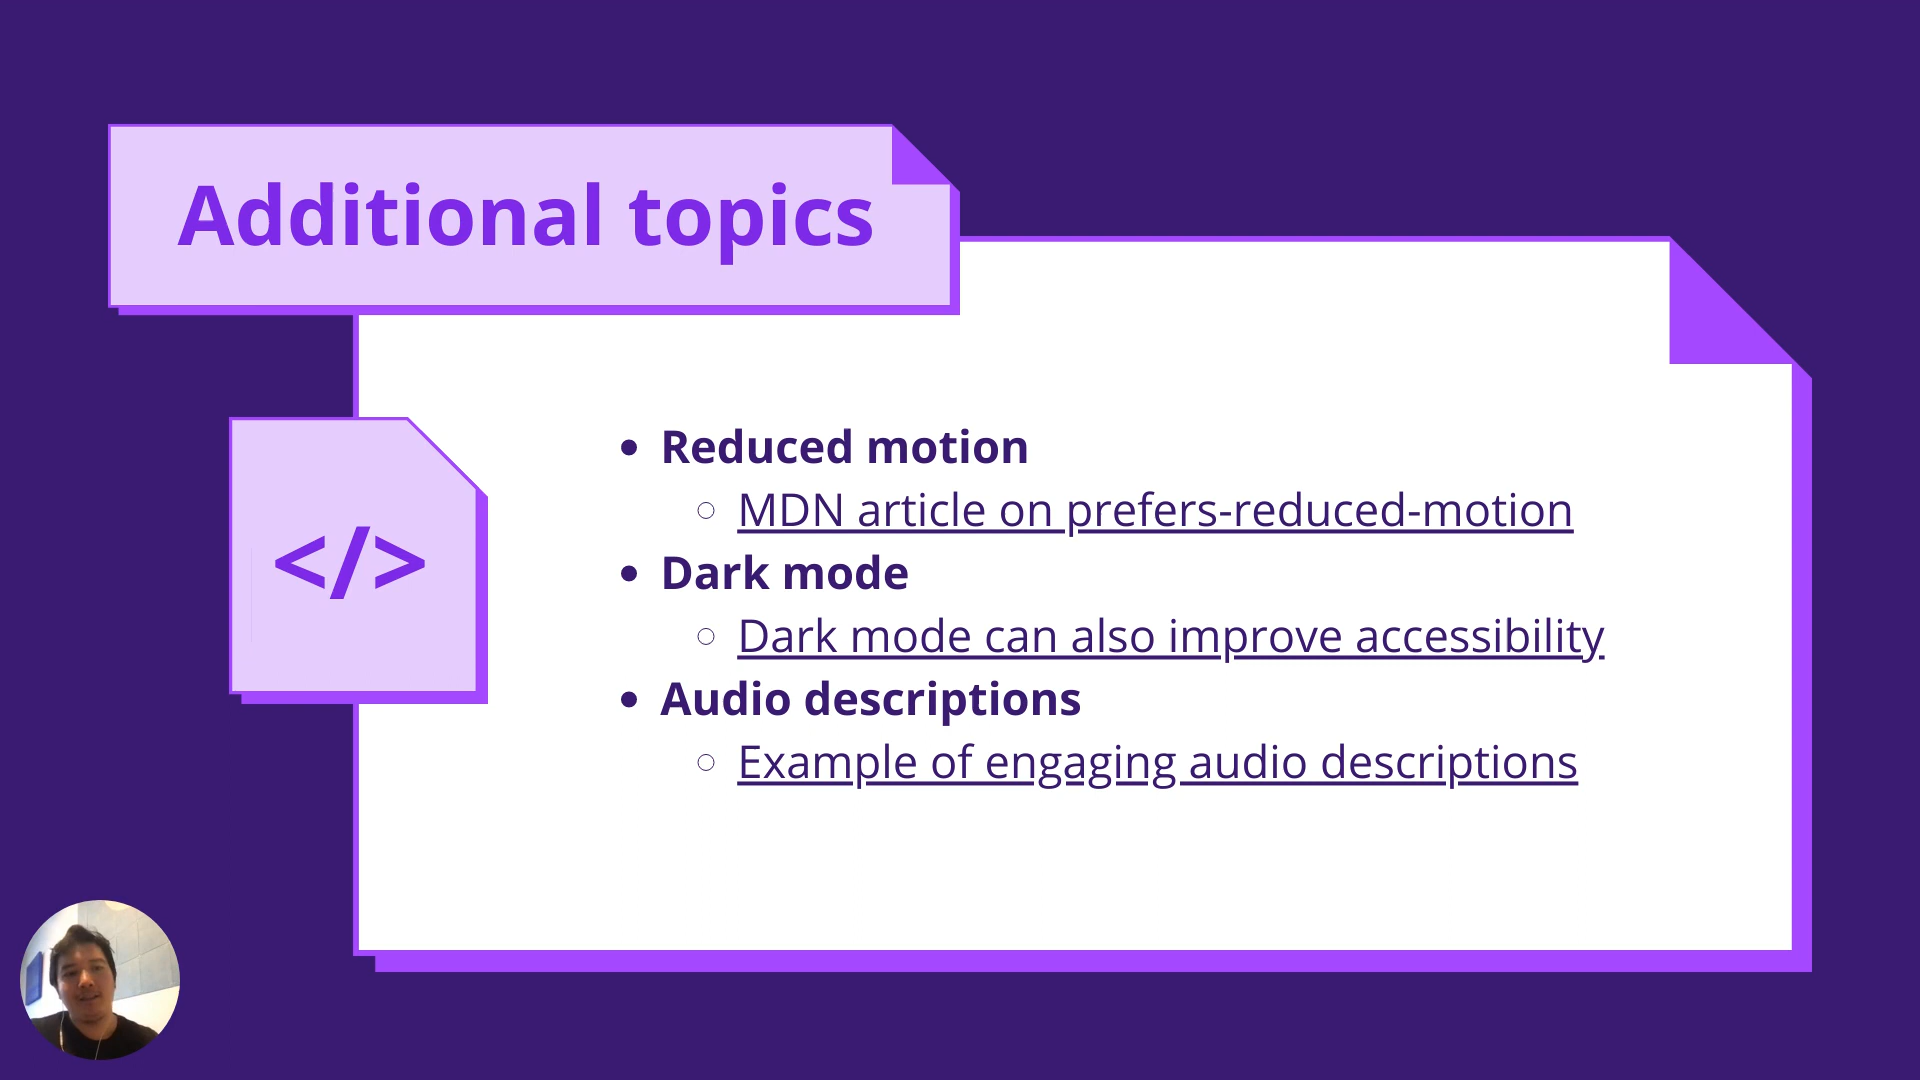 Additional topics
</>
Reduced motion
MDN article on prefers-reduced-motion
Dark mode
Dark mode can also improve accessibility
Audio descriptions
Example of engaging audio descriptions